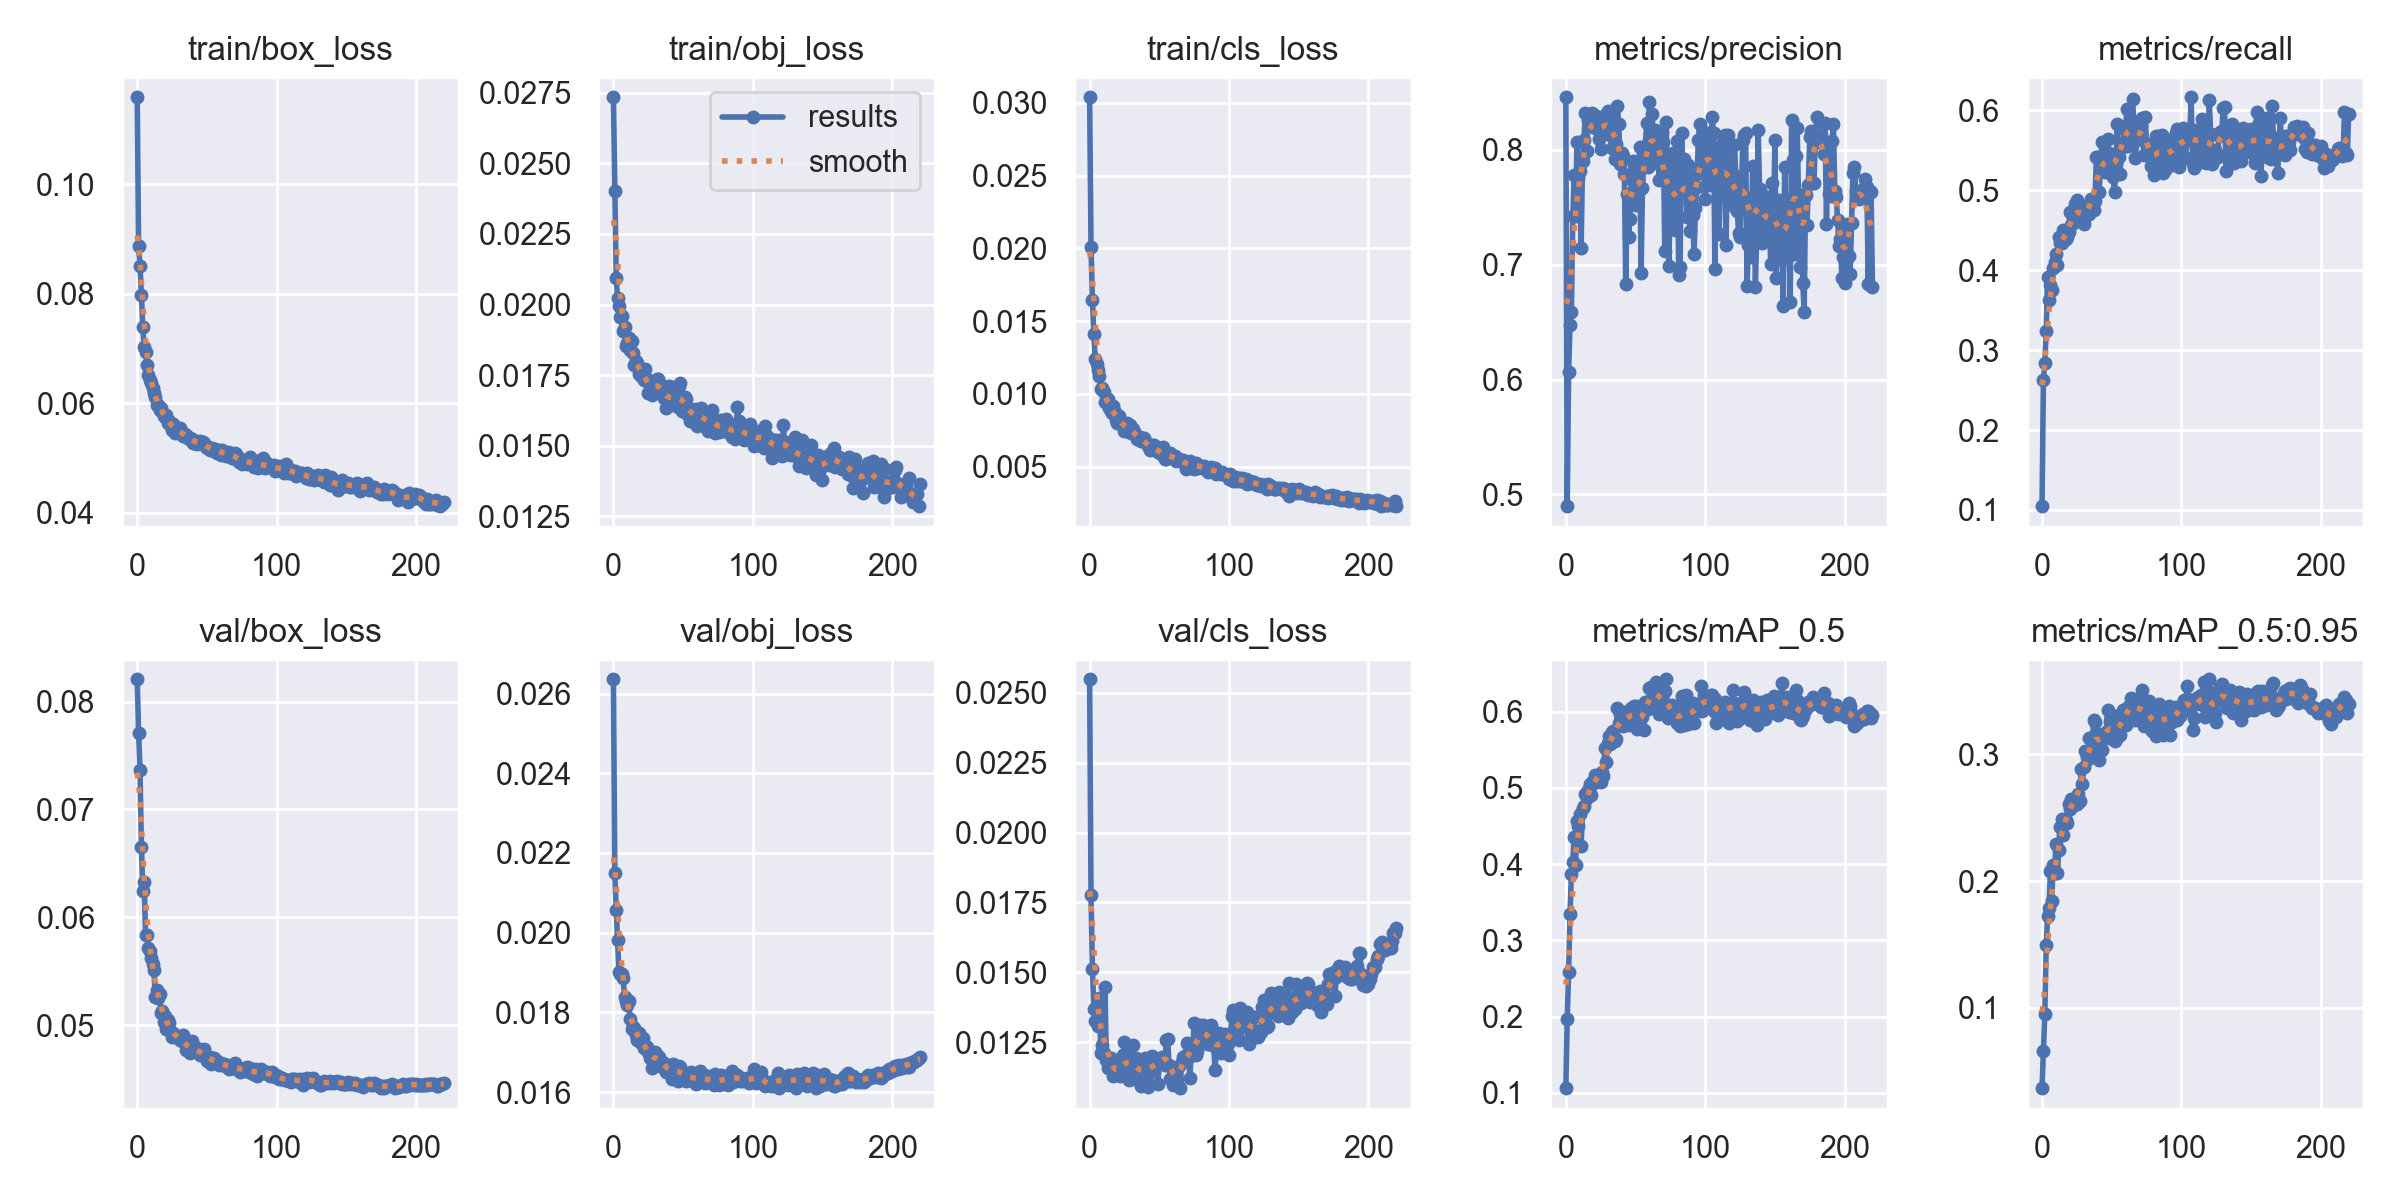 train/box_loss
0.10
0.08
0.06
0.04
0 100 200
train/obj_loss
results
smooth
0.0275
0.0250
0.0225
0.0200
0.0175
0.0150
0.0125
0 100 200
train/cls_loss
0.030
0.025
0.020
0.015
0.010
0.005
0 100 200
metrics/precision
0.8
0.7
0.6
0.5
0 100 200
metrics/recall
0.6
0.5
0.4
0.3
0.2
0.1
0 100 200
val/box_loss
0.08
0.07
0.06
0.05
0 100 200
val/obj_loss
0.026
0.024
0.022
0.020
0.018
0.016
0 100 200
val/cls_loss
0.0250
0.0225
0.0200
0.0175
0.0150
0.0125
0 100 200
metrics/mAP_0.5
0.6
0.5
0.4
0.3
0.2
0.1
0 100 200
metrics/mAP_0.5:0.95
0.3
0.2
0.1
0 100 200